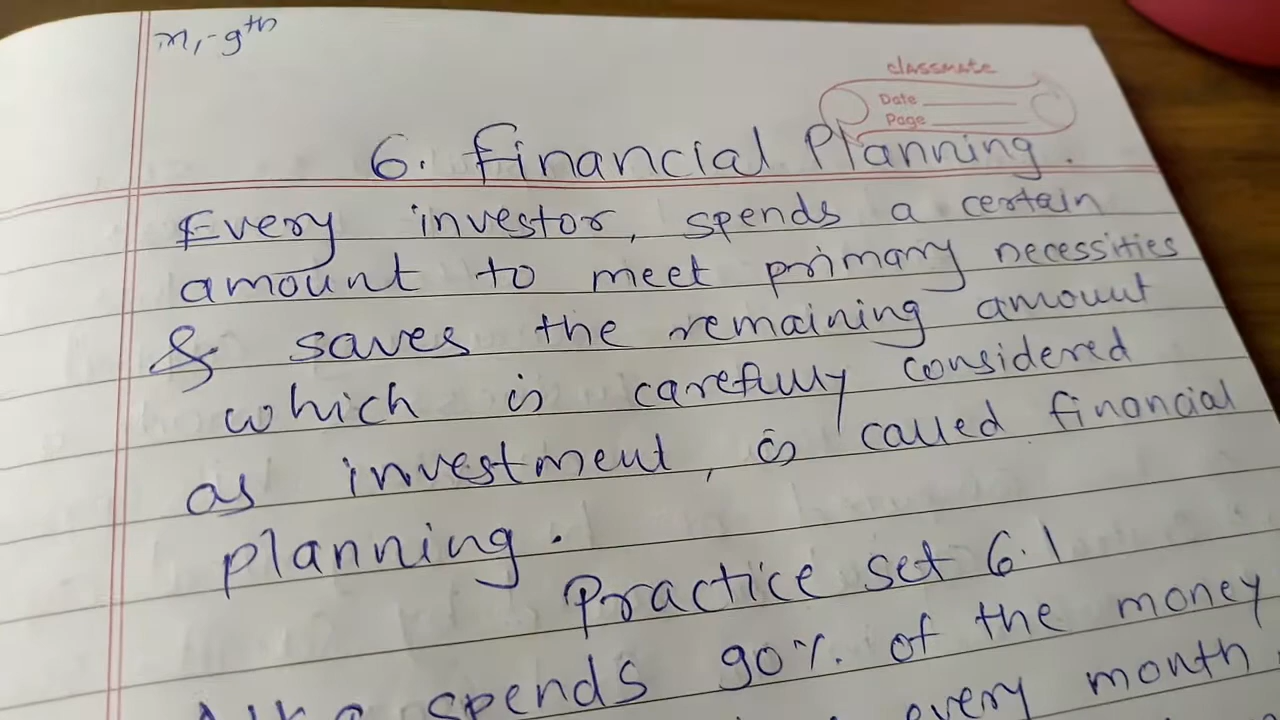 m,-9th
classmate
Date
Page
6. Financial Planning.
Every investor, spends a certain
amount to meet primary necessities
& saves the remaining amount
which is carefully considered
as investment, is called financial
planning.
Practice set 6.1
spends 90%. of the money
every month